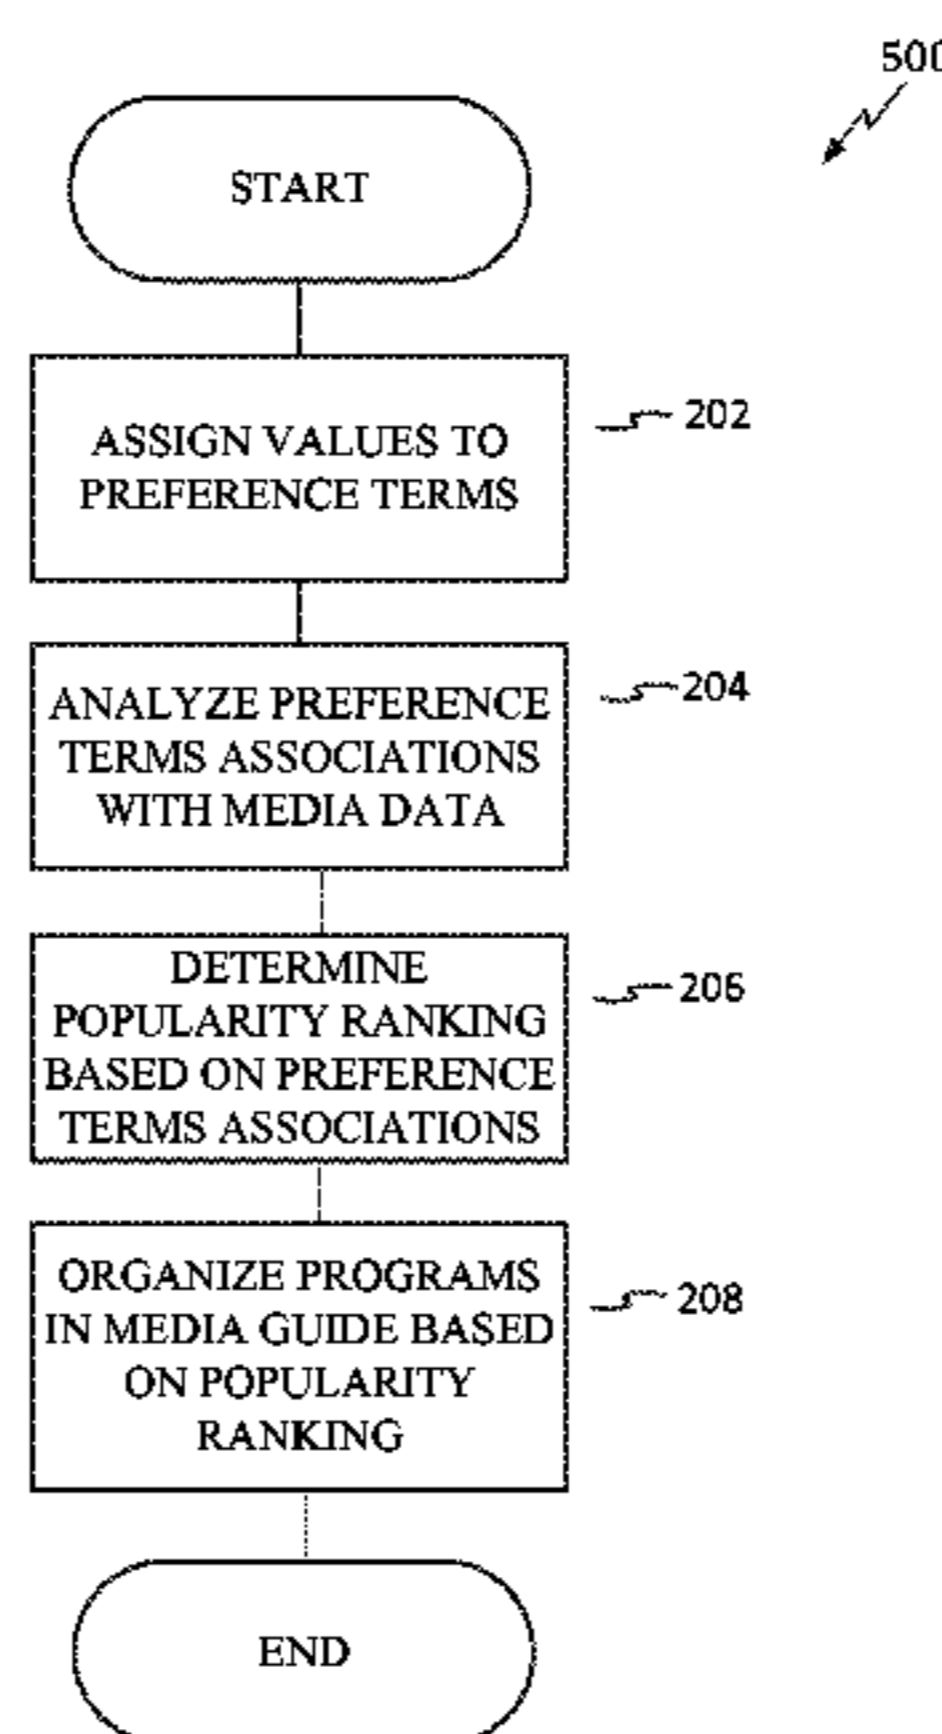 500
START
ASSIGN VALUES TO
PREFERENCE TERMS
202
ANALYZE PREFERENCE
TERMS ASSOCIATIONS
WITH MEDIA DATA
204
DETERMINE
POPULARITY RANKING
BASED ON PREFERENCE
TERMS ASSOCIATIONS
206
ORGANIZE PROGRAMS
IN MEDIA GUIDE BASED
ON POPULARITY
RANKING
208
END